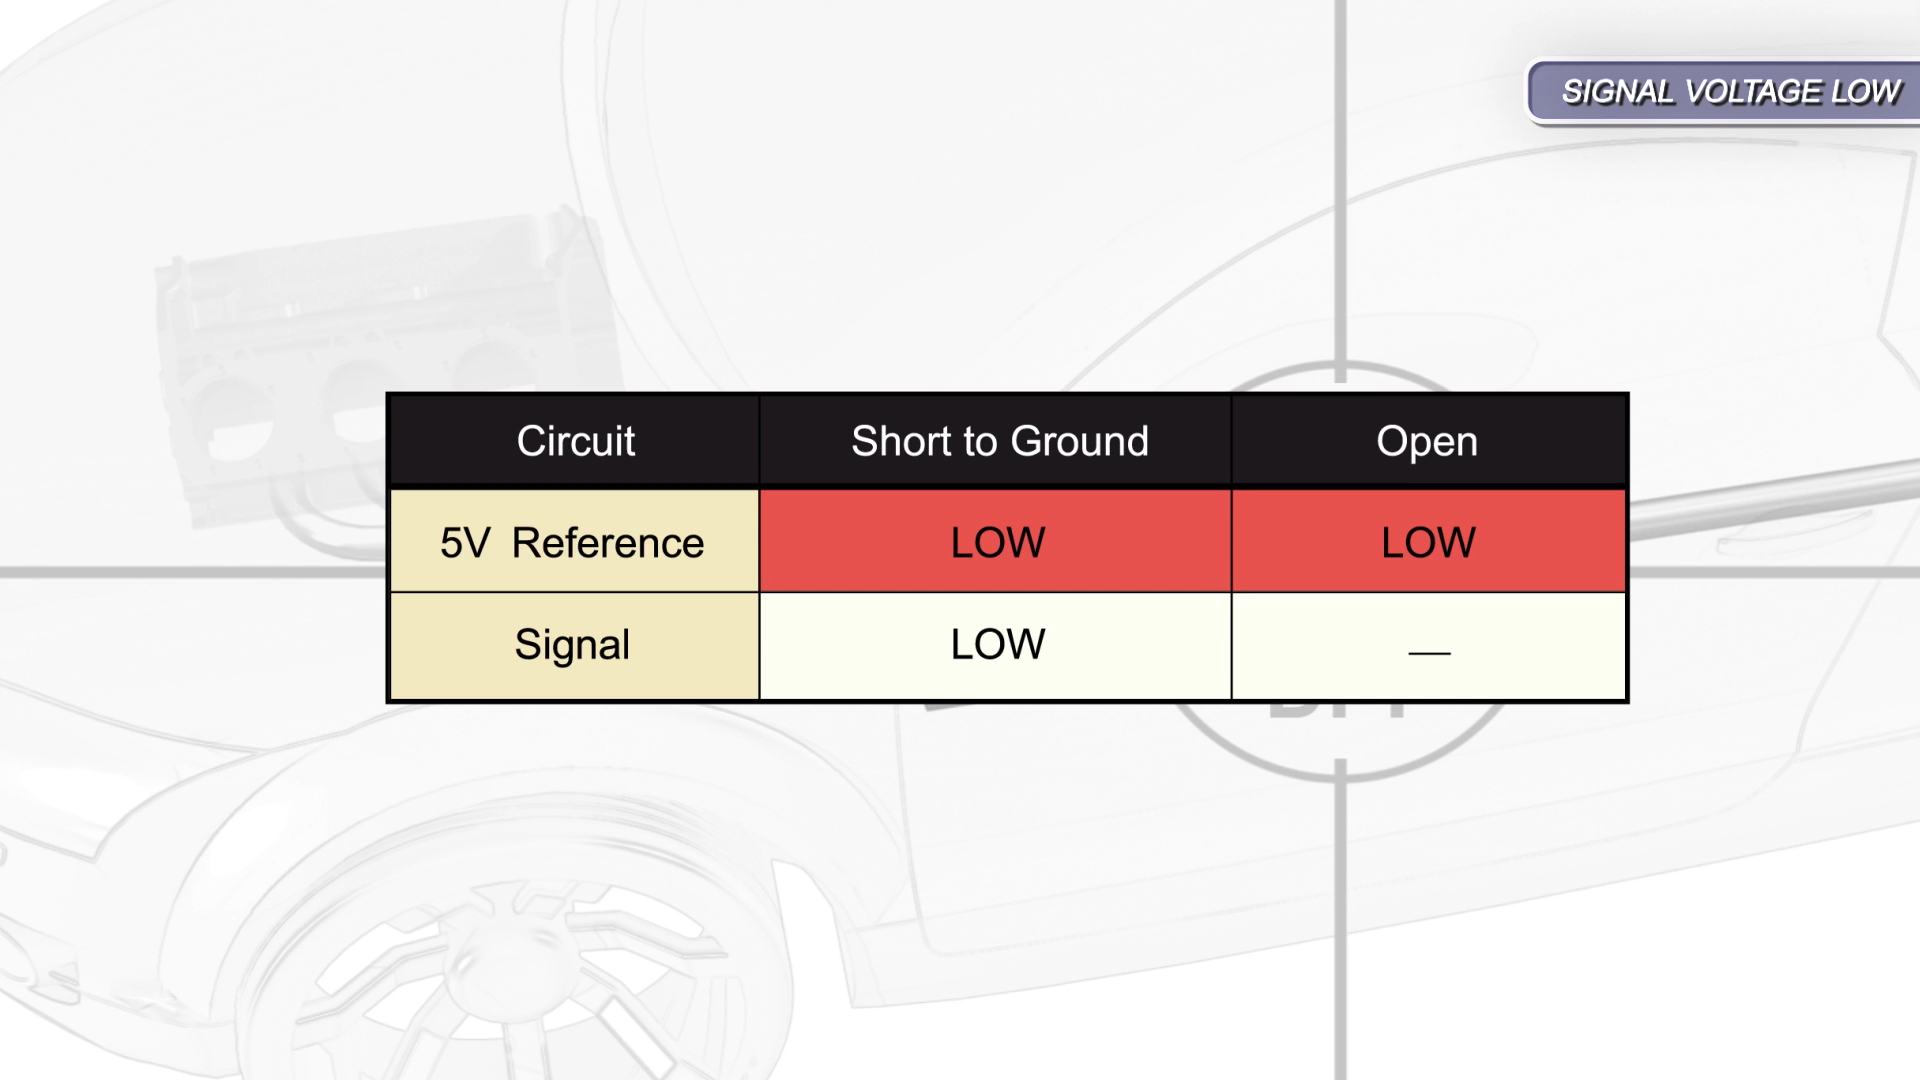 SIGNAL VOLTAGE LOW
Circuit Short to Ground Open
5V Reference LOW LOW
Signal LOW —